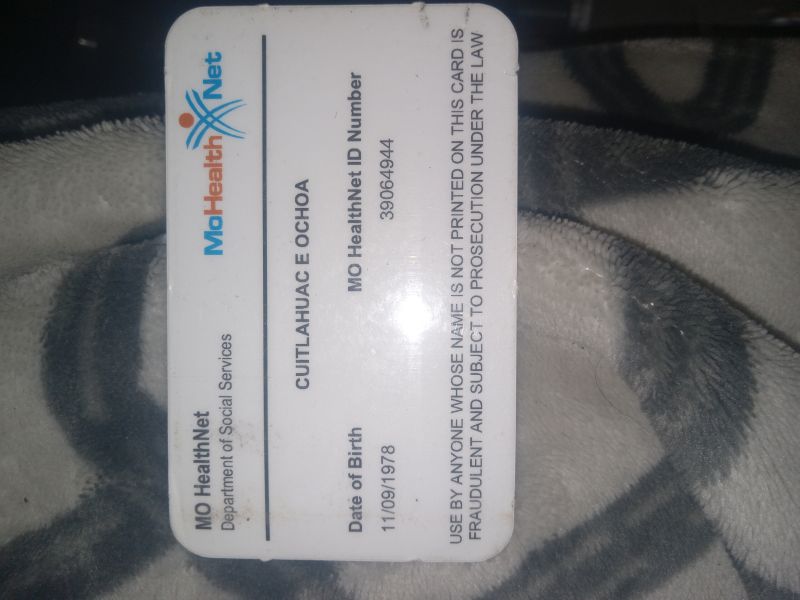 MO HealthNet
Department of Social Services
MoHealthNet
CUITLAHUAC E OCHOA
Date of Birth
11/09/1978
MO HealthNet ID Number
39064944
USE BY ANYONE WHOSE NAME IS NOT PRINTED ON THIS CARD IS
FRAUDULENT AND SUBJECT TO PROSECUTION UNDER THE LAW